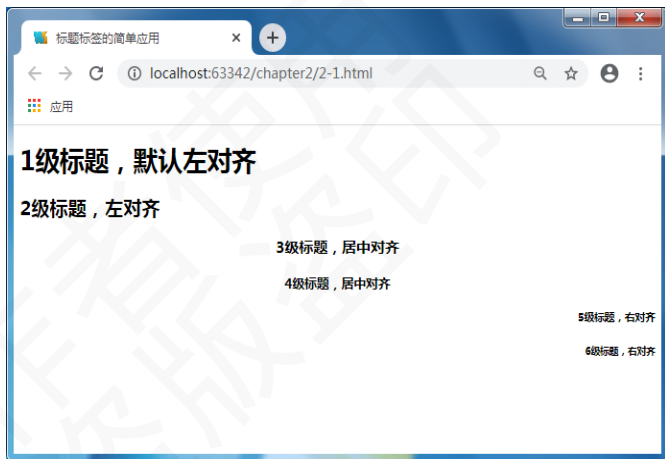 标题标签的简单应用
localhost:63342/chapter2/2-1.html
应用
1级标题，默认左对齐
2级标题，左对齐
3级标题，居中对齐
4级标题，居中对齐
5级标题，右对齐
6级标题，右对齐